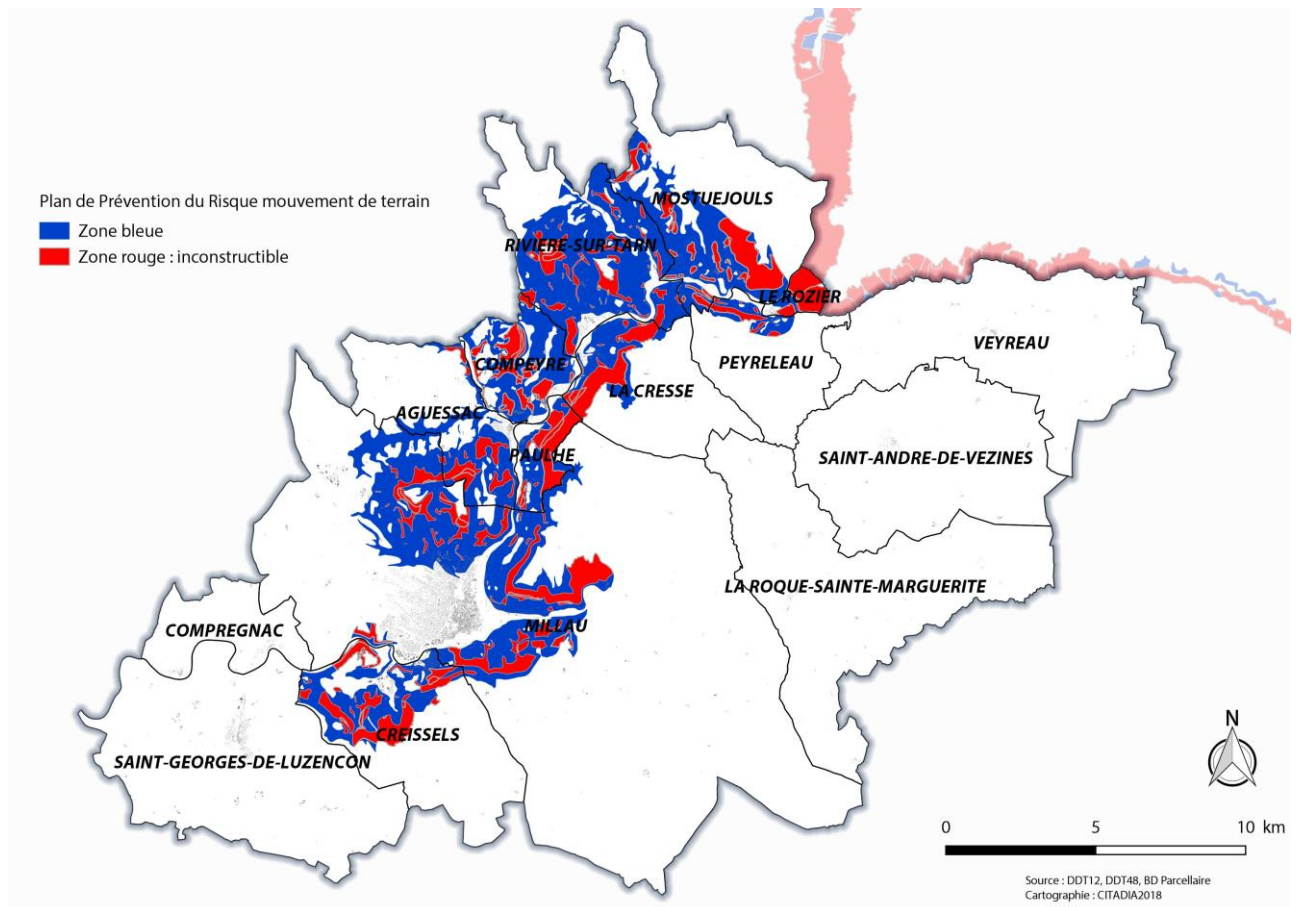 Plan de Prévention du Risque mouvement de terrain
Zone bleue
Zone rouge : inconstructible
MOSTUEJOULS
RIVIERE-SUR-TARN
LE ROZIER
VEYREAU
PEYRELEAU
COMPEYRE
LA CRESSE
AGUESSAC
PAULHE
SAINT-ANDRE-DE-VEZINES
LA ROQUE-SAINTE-MARGUERITE
MILLAU
COMPREGNAC
CREISSELS
SAINT-GEORGES-DE-LUZENCON
N
0 5 10 km
Source : DDT12, DDT48, BD Parcellaire
Cartographie : CITADIA2018